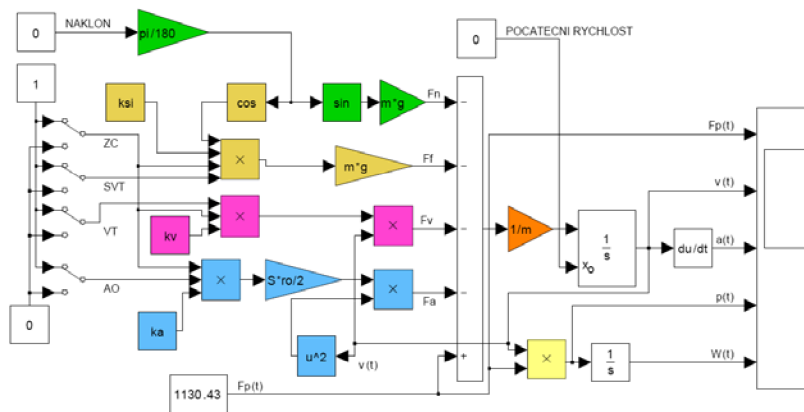 0
NAKLON
pi/180
0
POCATECNI RYCHLOST
1
ksi
cos
sin
m*g
Fn
−
Fp(t)
ZC
×
m*g
Ff
−
SVT
v(t)
VT
kv
×
×
Fv
−
1/m
1
s
xo
du/dt
a(t)
AO
×
S*ro/2
×
Fa
−
p(t)
0
ka
u^2
v(t)
+
×
1
s
W(t)
1130.43
Fp(t)